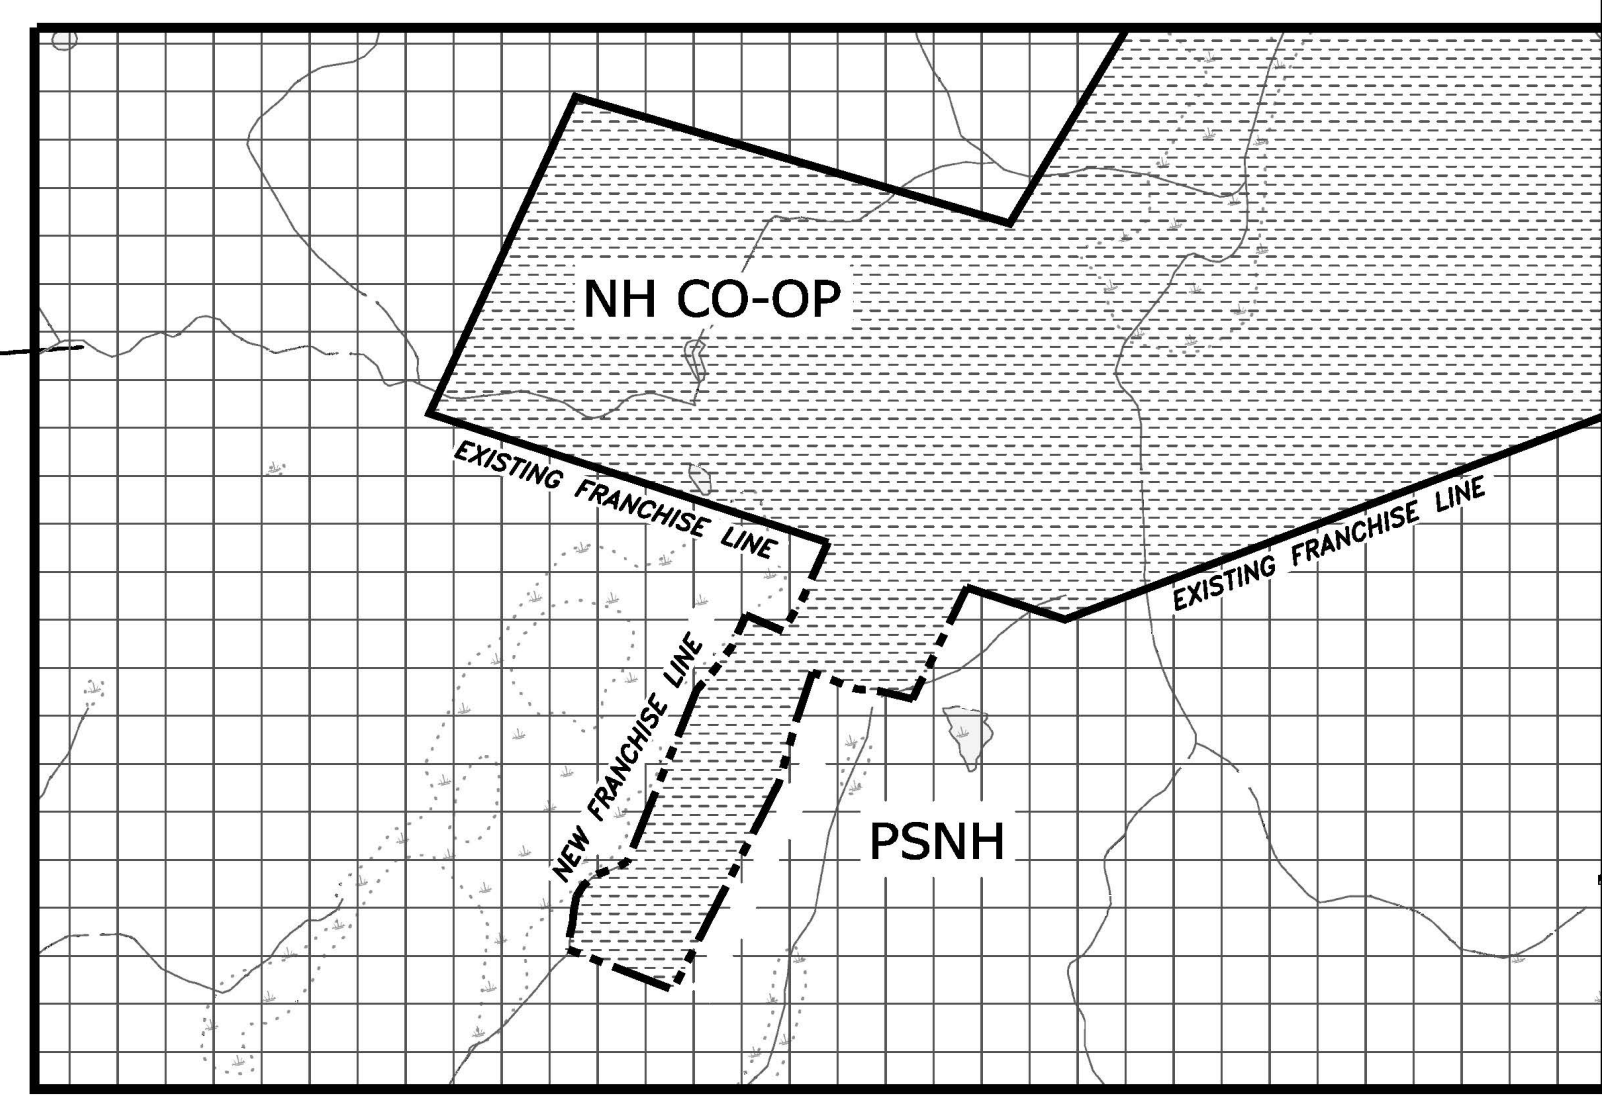 NH CO-OP
EXISTING FRANCHISE LINE
EXISTING FRANCHISE LINE
NEW FRANCHISE LINE
PSNH